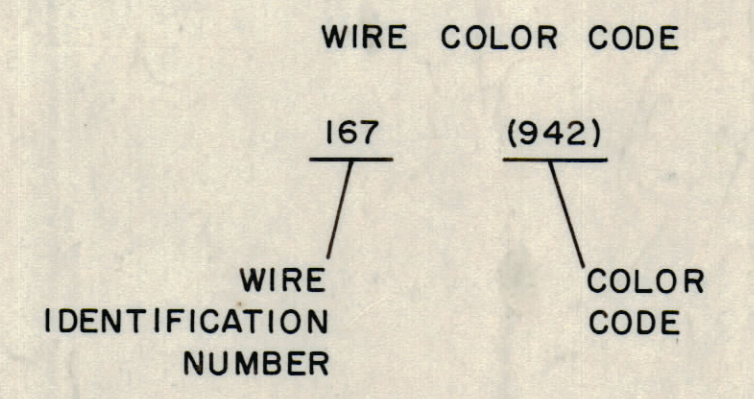 WIRE COLOR CODE
167 (942)
WIRE
IDENTIFICATION
NUMBER
COLOR
CODE